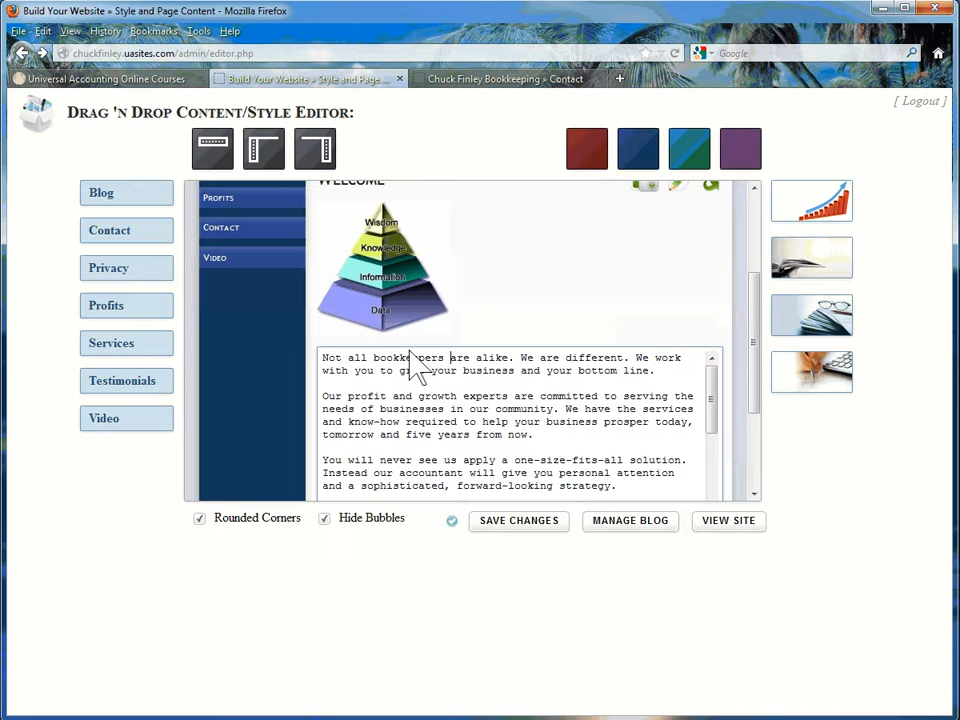 Build Your Website » Style and Page Content - Mozilla Firefox
File Edit View History Bookmarks Tools Help
chuckfinley.uasites.com/admin/editor.php
Google
Universal Accounting Online Courses
Build Your Website » Style and Page ...
Chuck Finley Bookkeeping » Contact
[ Logout ]
Drag 'n Drop Content/Style Editor:
Blog
Contact
Privacy
Profits
Services
Testimonials
Video
Profits
Contact
Video
Welcome
Wisdom
Knowledge
Information
Data
Not all bookkeepers are alike. We are different. We work
with you to grow your business and your bottom line.
Our profit and growth experts are committed to serving the
needs of businesses in our community. We have the services
and know-how required to help your business prosper today,
tomorrow and five years from now.
You will never see us apply a one-size-fits-all solution.
Instead our accountant will give you personal attention
and a sophisticated, forward-looking strategy.
Rounded Corners
Hide Bubbles
SAVE CHANGES
MANAGE BLOG
VIEW SITE